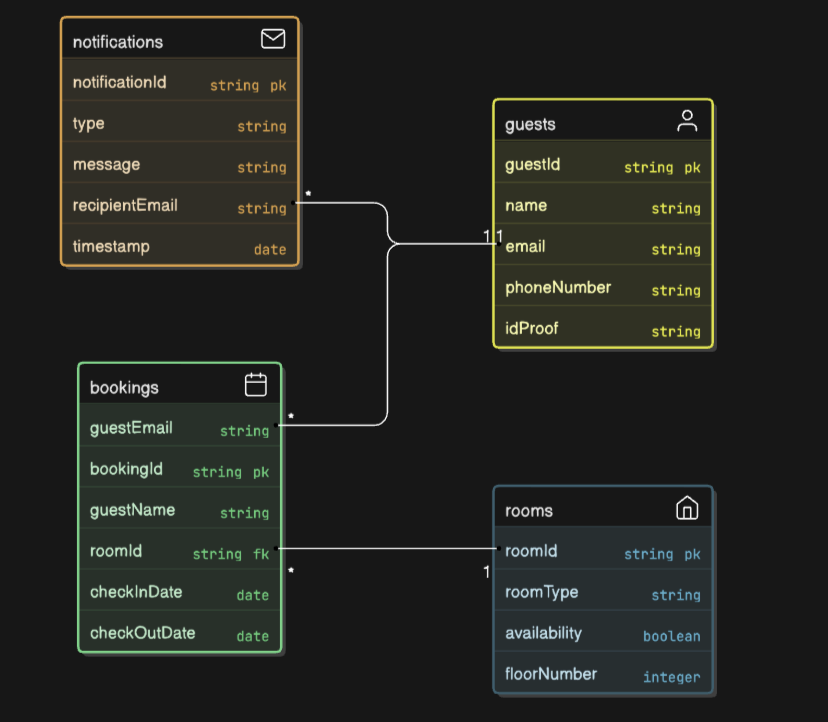 notifications
notificationId string pk
type string
message string
recipientEmail string
timestamp date
*
guests
guestId string pk
name string
1 1
email string
phoneNumber string
idProof string
bookings
*
guestEmail string
bookingId string pk
guestName string
roomId string fk
*
checkInDate date
checkOutDate date
rooms
roomId string pk
1
roomType string
availability boolean
floorNumber integer